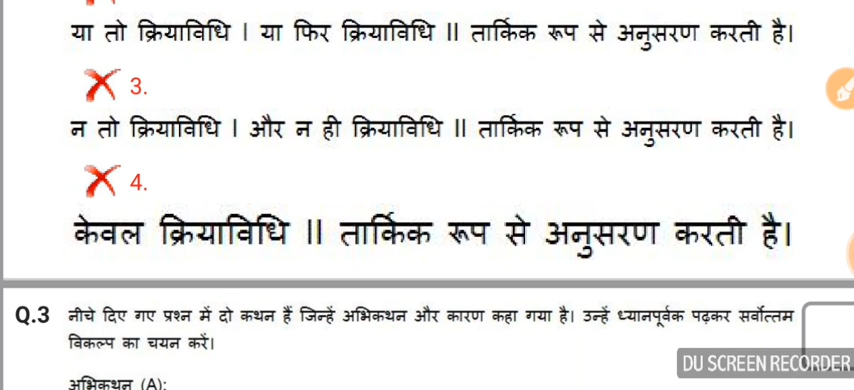 या तो क्रियाविधि I या फिर क्रियाविधि II तार्किक रूप से अनुसरण करती है।
3.
न तो क्रियाविधि I और न ही क्रियाविधि II तार्किक रूप से अनुसरण करती है।
4.
केवल क्रियाविधि II तार्किक रूप से अनुसरण करती है।
Q.3 नीचे दिए गए प्रश्न में दो कथन हैं जिन्हें अभिकथन और कारण कहा गया है। उन्हें ध्यानपूर्वक पढ़कर सर्वोत्तम
विकल्प का चयन करें।
DU SCREEN RECORDER
अभिकथन (A):